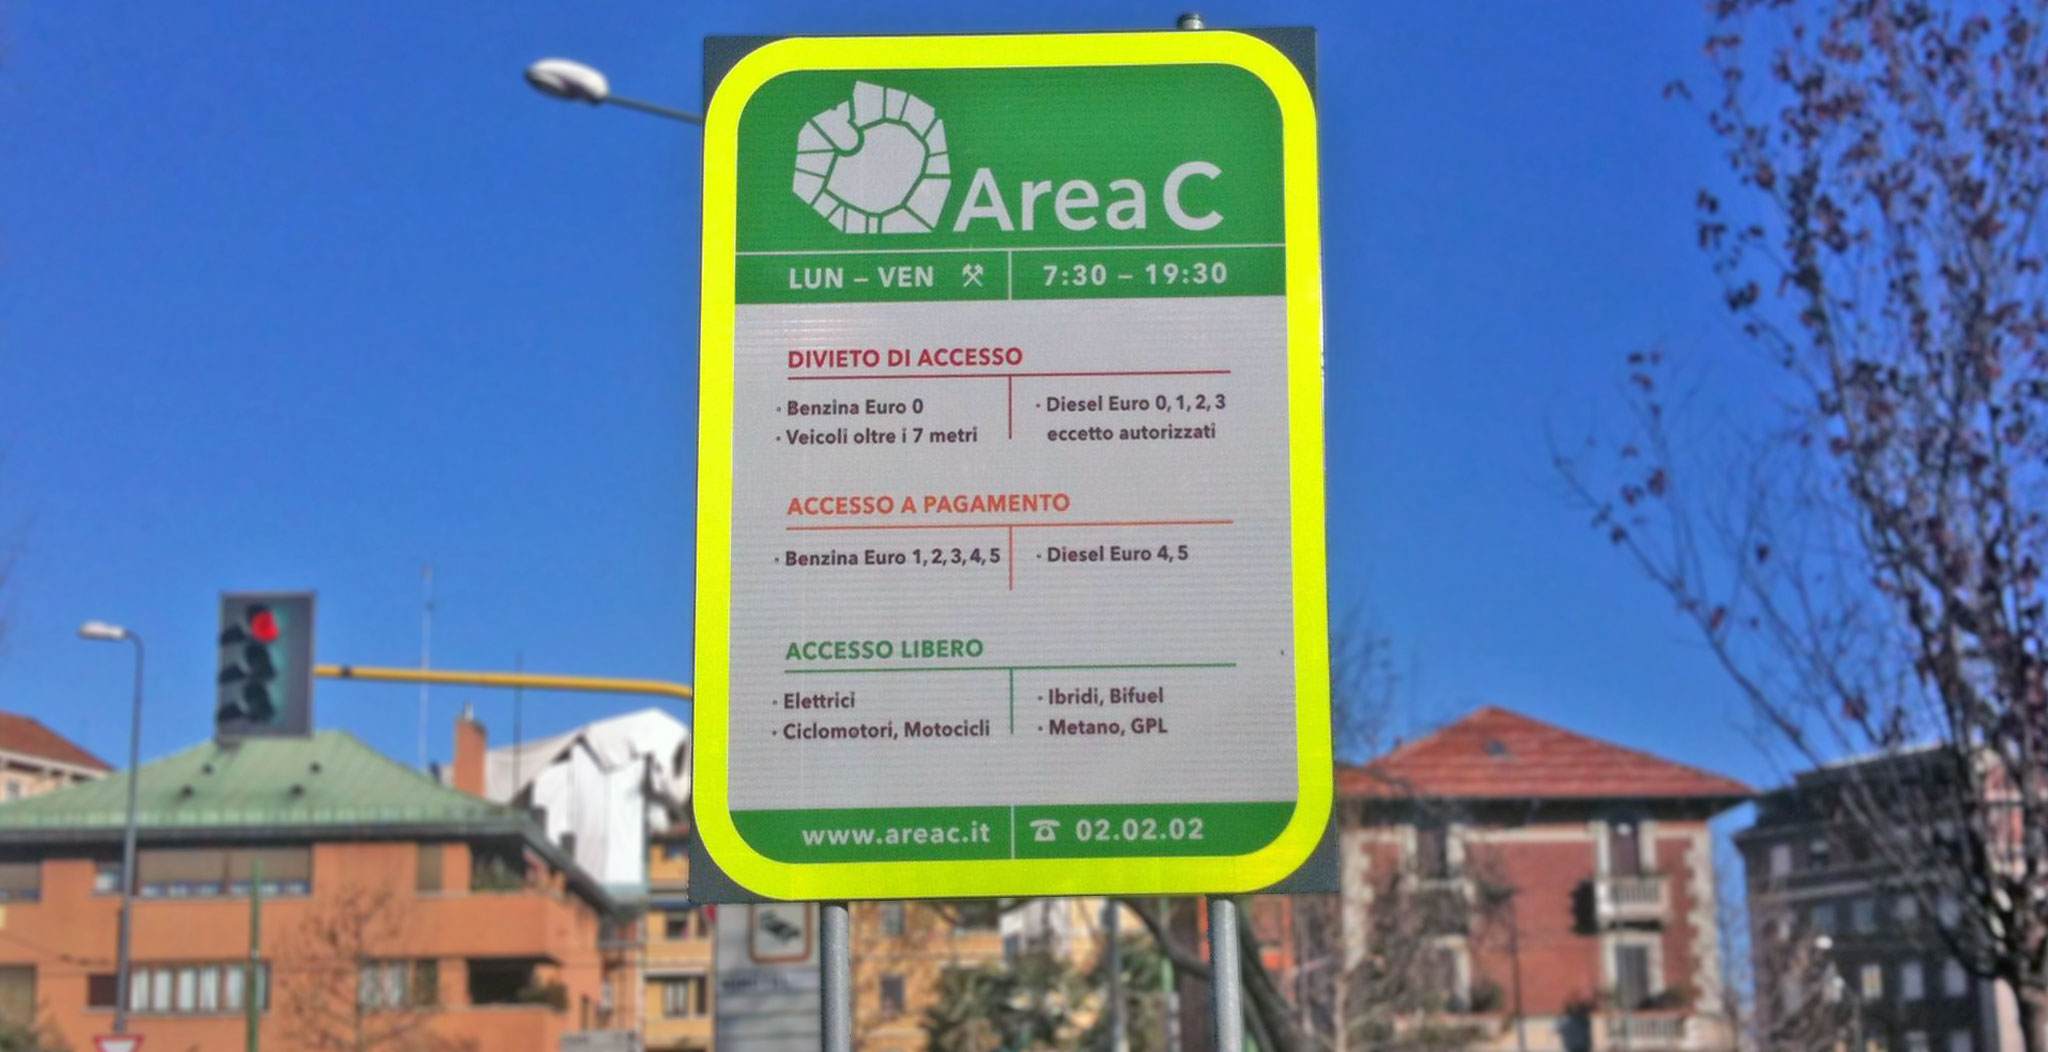 Area C
LUN – VEN ⚒ 7:30 – 19:30
DIVIETO DI ACCESSO
· Benzina Euro 0
· Veicoli oltre i 7 metri
· Diesel Euro 0, 1, 2, 3
eccetto autorizzati
ACCESSO A PAGAMENTO
· Benzina Euro 1, 2, 3, 4, 5
· Diesel Euro 4, 5
ACCESSO LIBERO
· Elettrici
· Ciclomotori, Motocicli
· Ibridi, Bifuel
· Metano, GPL
www.areac.it ☎ 02.02.02